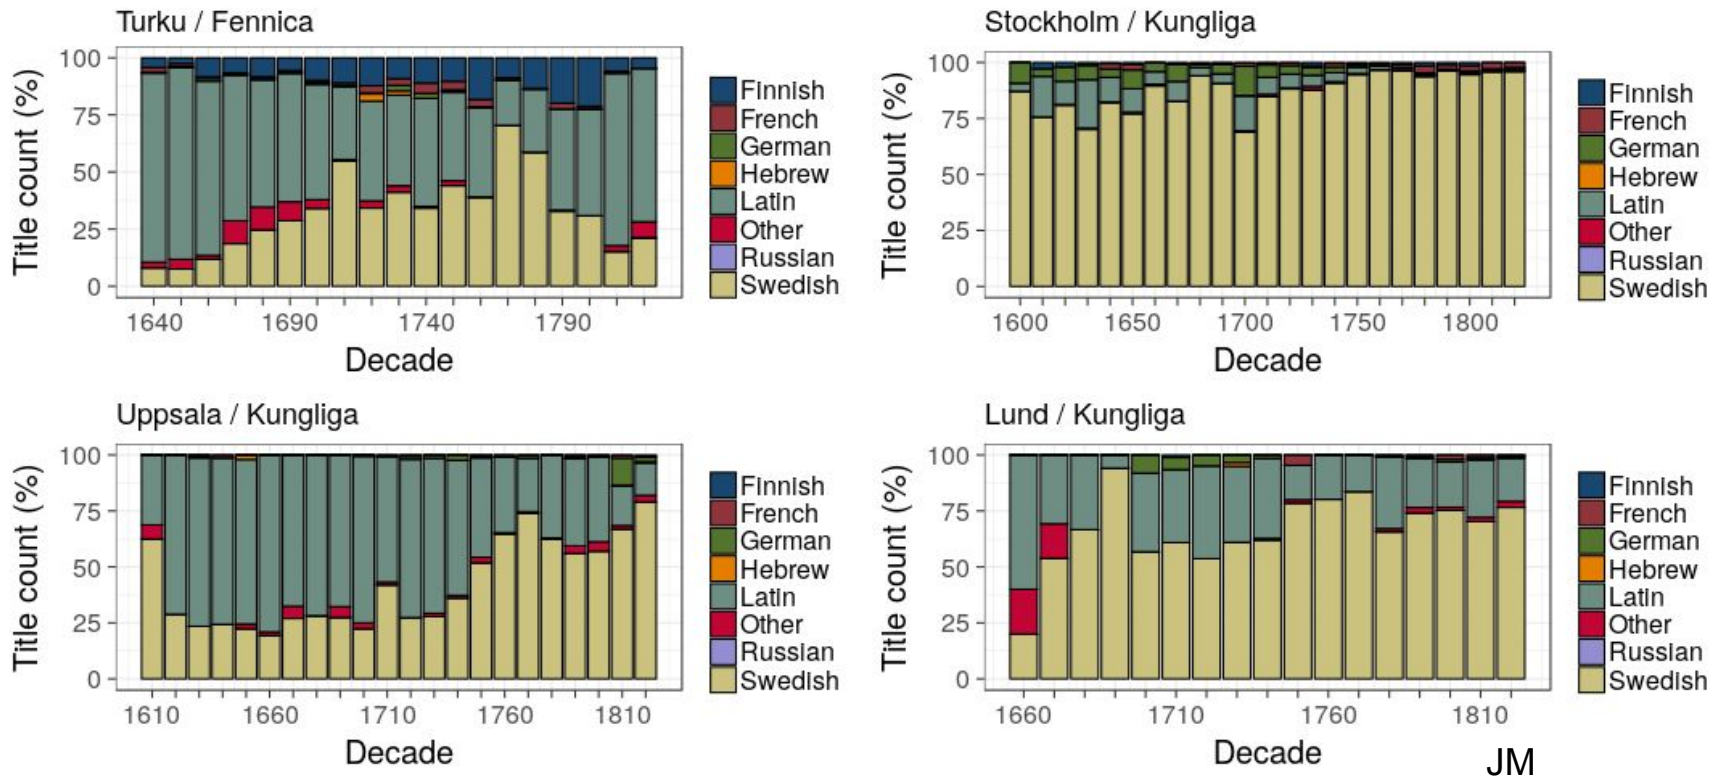 Turku / Fennica
Title count (%)
100
75
50
25
0
1640
1690
1740
1790
Decade
Finnish
French
German
Hebrew
Latin
Other
Russian
Swedish
Stockholm / Kungliga
Title count (%)
100
75
50
25
0
1600
1650
1700
1750
1800
Decade
Finnish
French
German
Hebrew
Latin
Other
Russian
Swedish
Uppsala / Kungliga
Title count (%)
100
75
50
25
0
1610
1660
1710
1760
1810
Decade
Finnish
French
German
Hebrew
Latin
Other
Russian
Swedish
Lund / Kungliga
Title count (%)
100
75
50
25
0
1660
1710
1760
1810
Decade
Finnish
French
German
Hebrew
Latin
Other
Russian
Swedish
JM